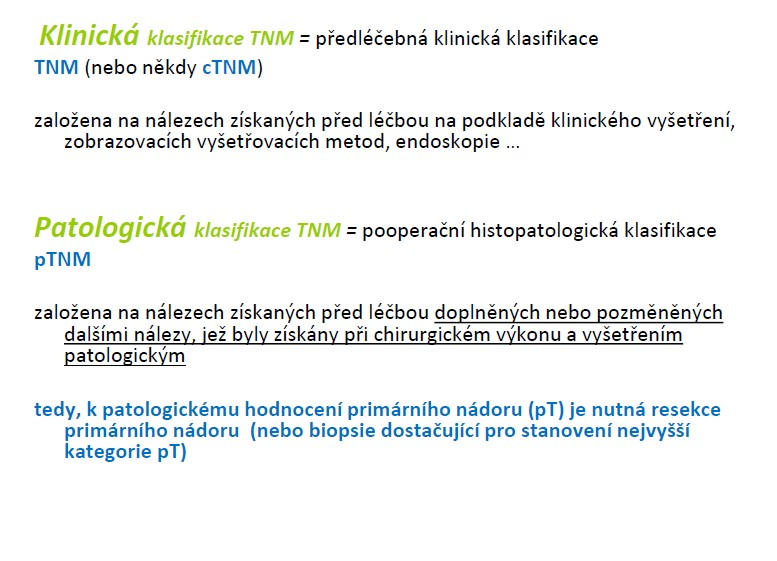 Klinická klasifikace TNM = předléčebná klinická klasifikace
TNM (nebo někdy cTNM)
založena na nálezech získaných před léčbou na podkladě klinického vyšetření,
zobrazovacích vyšetřovacích metod, endoskopie ...
Patologická klasifikace TNM = pooperační histopatologická klasifikace
pTNM
založena na nálezech získaných před léčbou doplněných nebo pozměněných
dalšími nálezy, jež byly získány při chirurgickém výkonu a vyšetřením
patologickým
tedy, k patologickému hodnocení primárního nádoru (pT) je nutná resekce
primárního nádoru (nebo biopsie dostačující pro stanovení nejvyšší
kategorie pT)